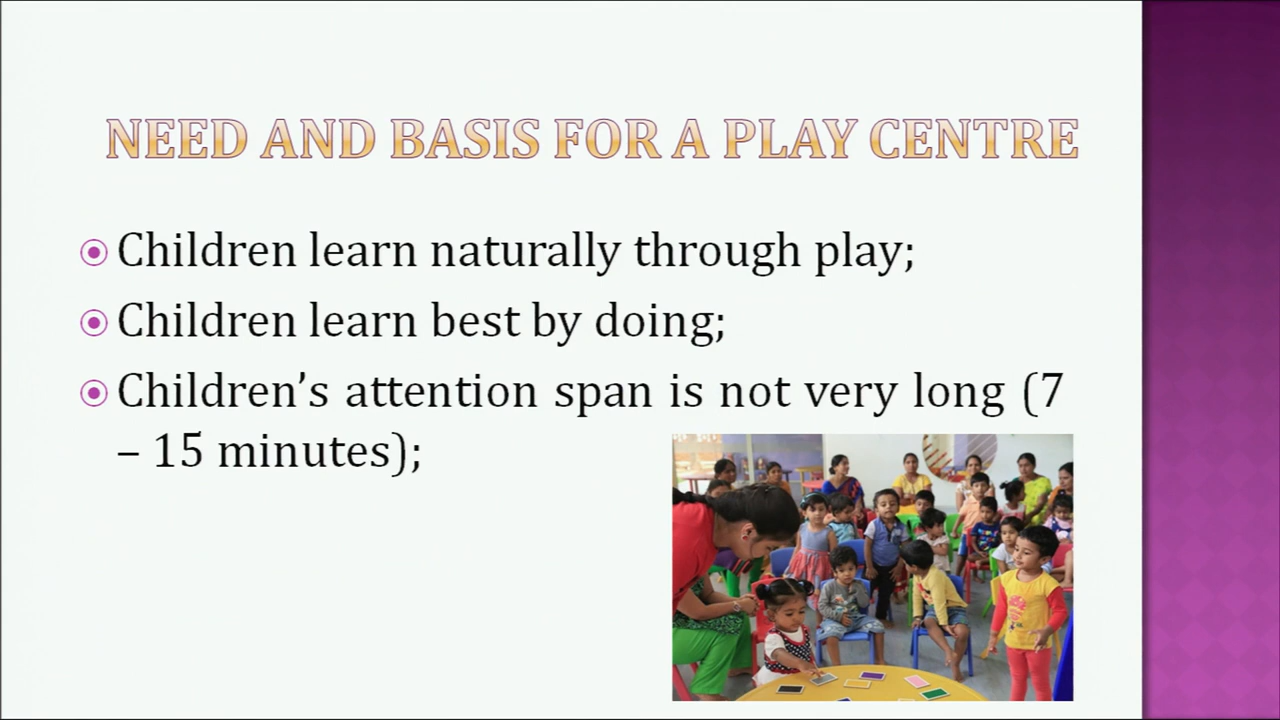 NEED AND BASIS FOR A PLAY CENTRE
Children learn naturally through play;
Children learn best by doing;
Children’s attention span is not very long (7
– 15 minutes);